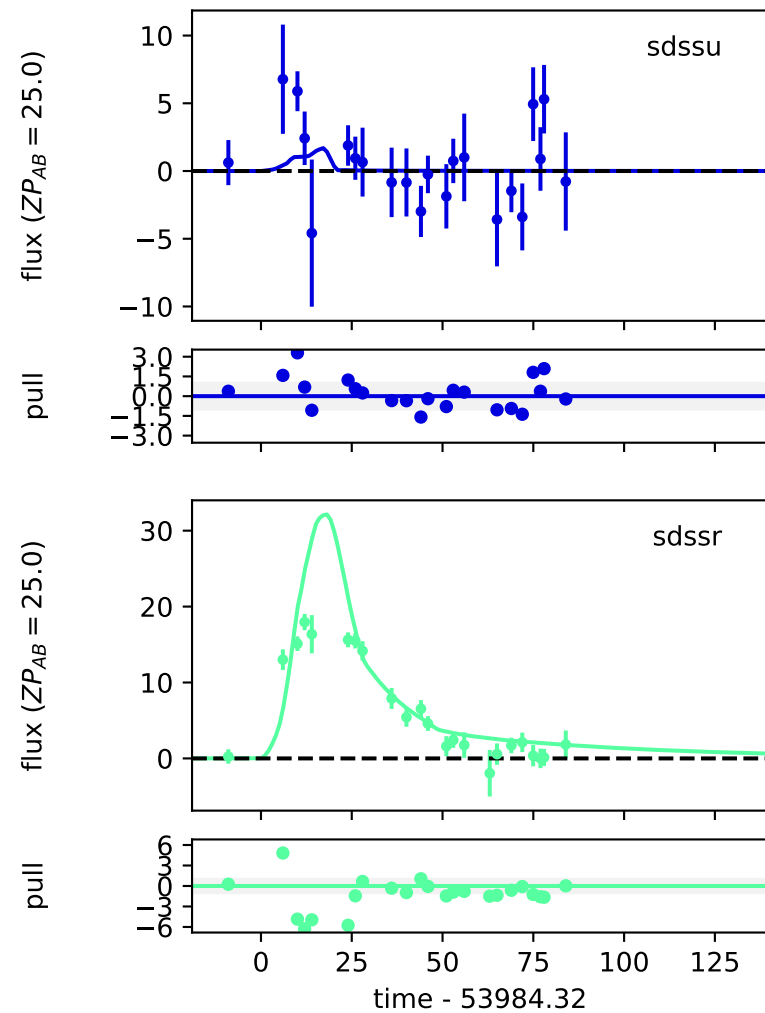 10
5
0
−5
−10
flux (ZP_AB = 25.0)
sdssu
3.0
1.5
0.0
−1.5
−3.0
pull
30
20
10
0
flux (ZP_AB = 25.0)
sdssr
6
3
0
−3
−6
pull
0 25 50 75 100 125
time - 53984.32